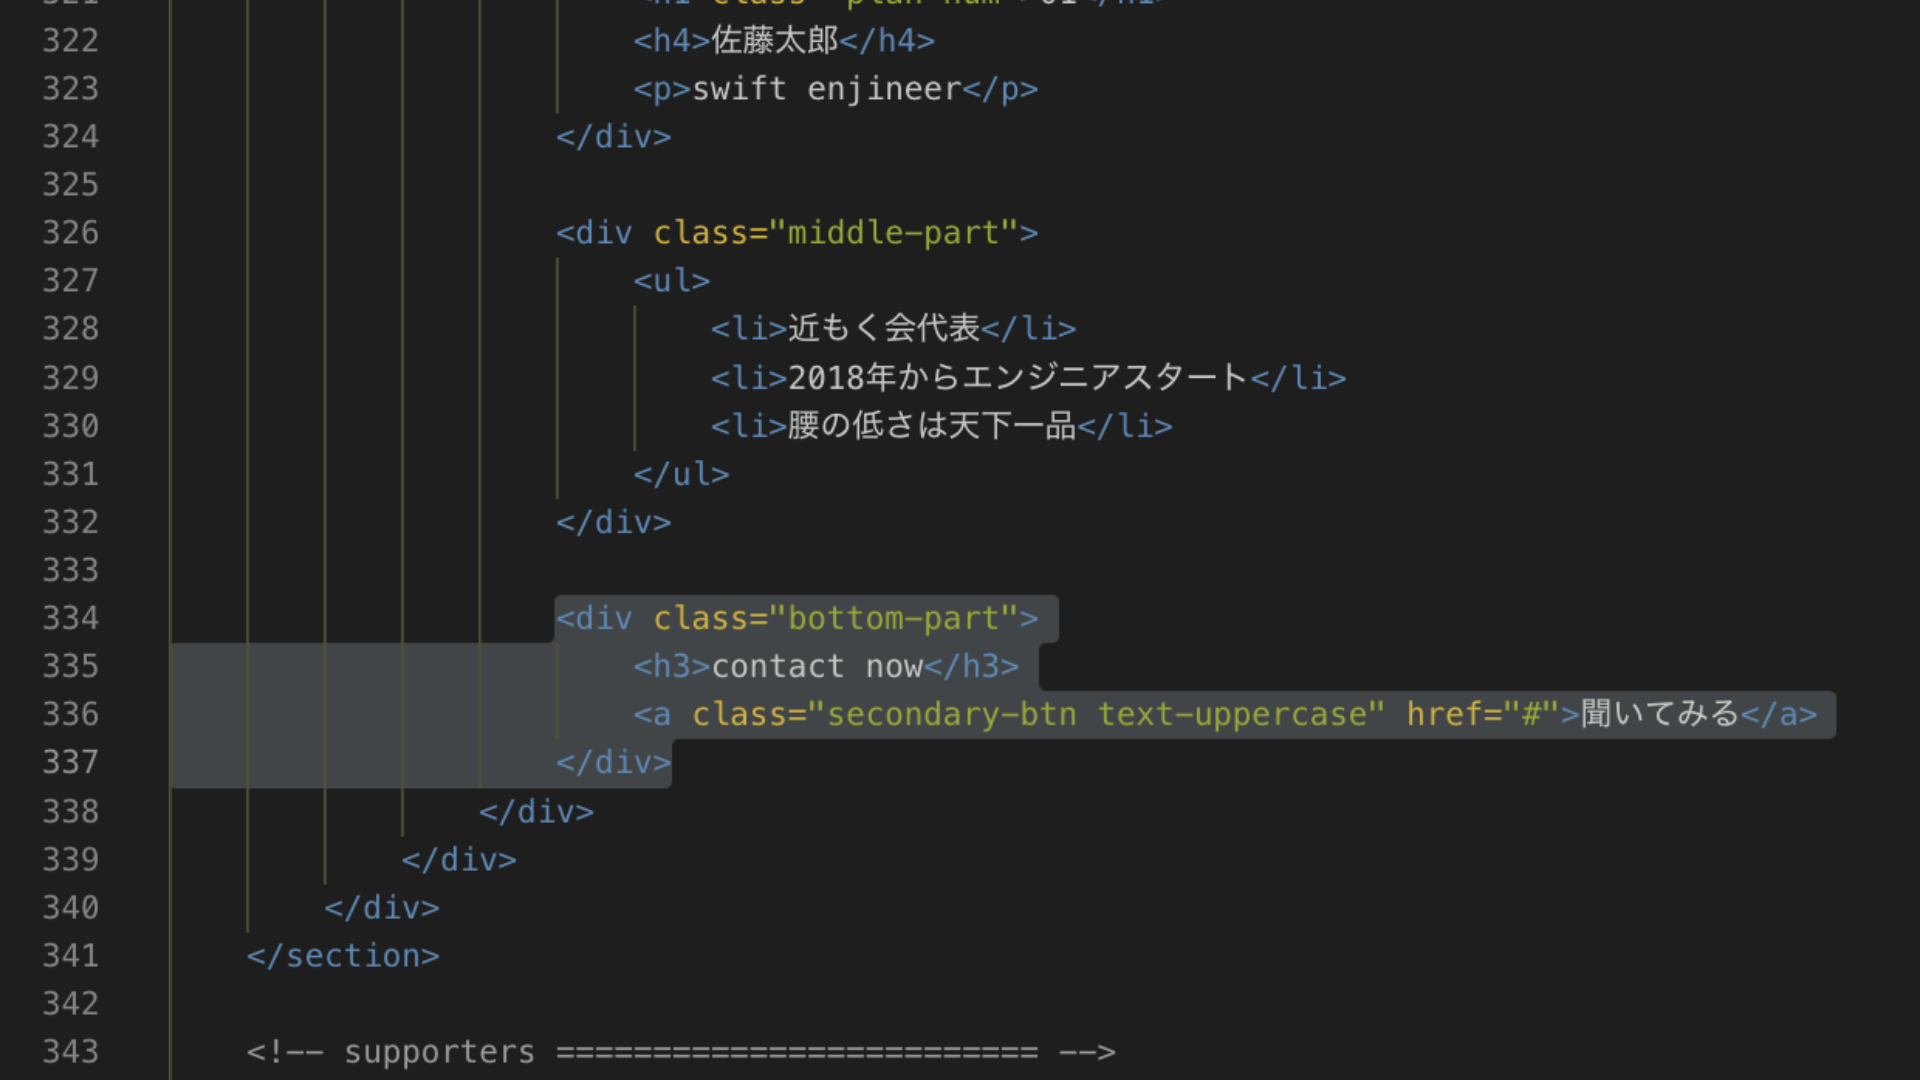 322 <h4>佐藤太郎</h4>
323 <p>swift enjineer</p>
324 </div>
325
326 <div class="middle-part">
327 <ul>
328 <li>近もく会代表</li>
329 <li>2018年からエンジニアスタート</li>
330 <li>腰の低さは天下一品</li>
331 </ul>
332 </div>
333
334 <div class="bottom-part">
335 <h3>contact now</h3>
336 <a class="secondary-btn text-uppercase" href="#">聞いてみる</a>
337 </div>
338 </div>
339 </div>
340 </div>
341 </section>
342
343 <!-- supporters ========================= -->